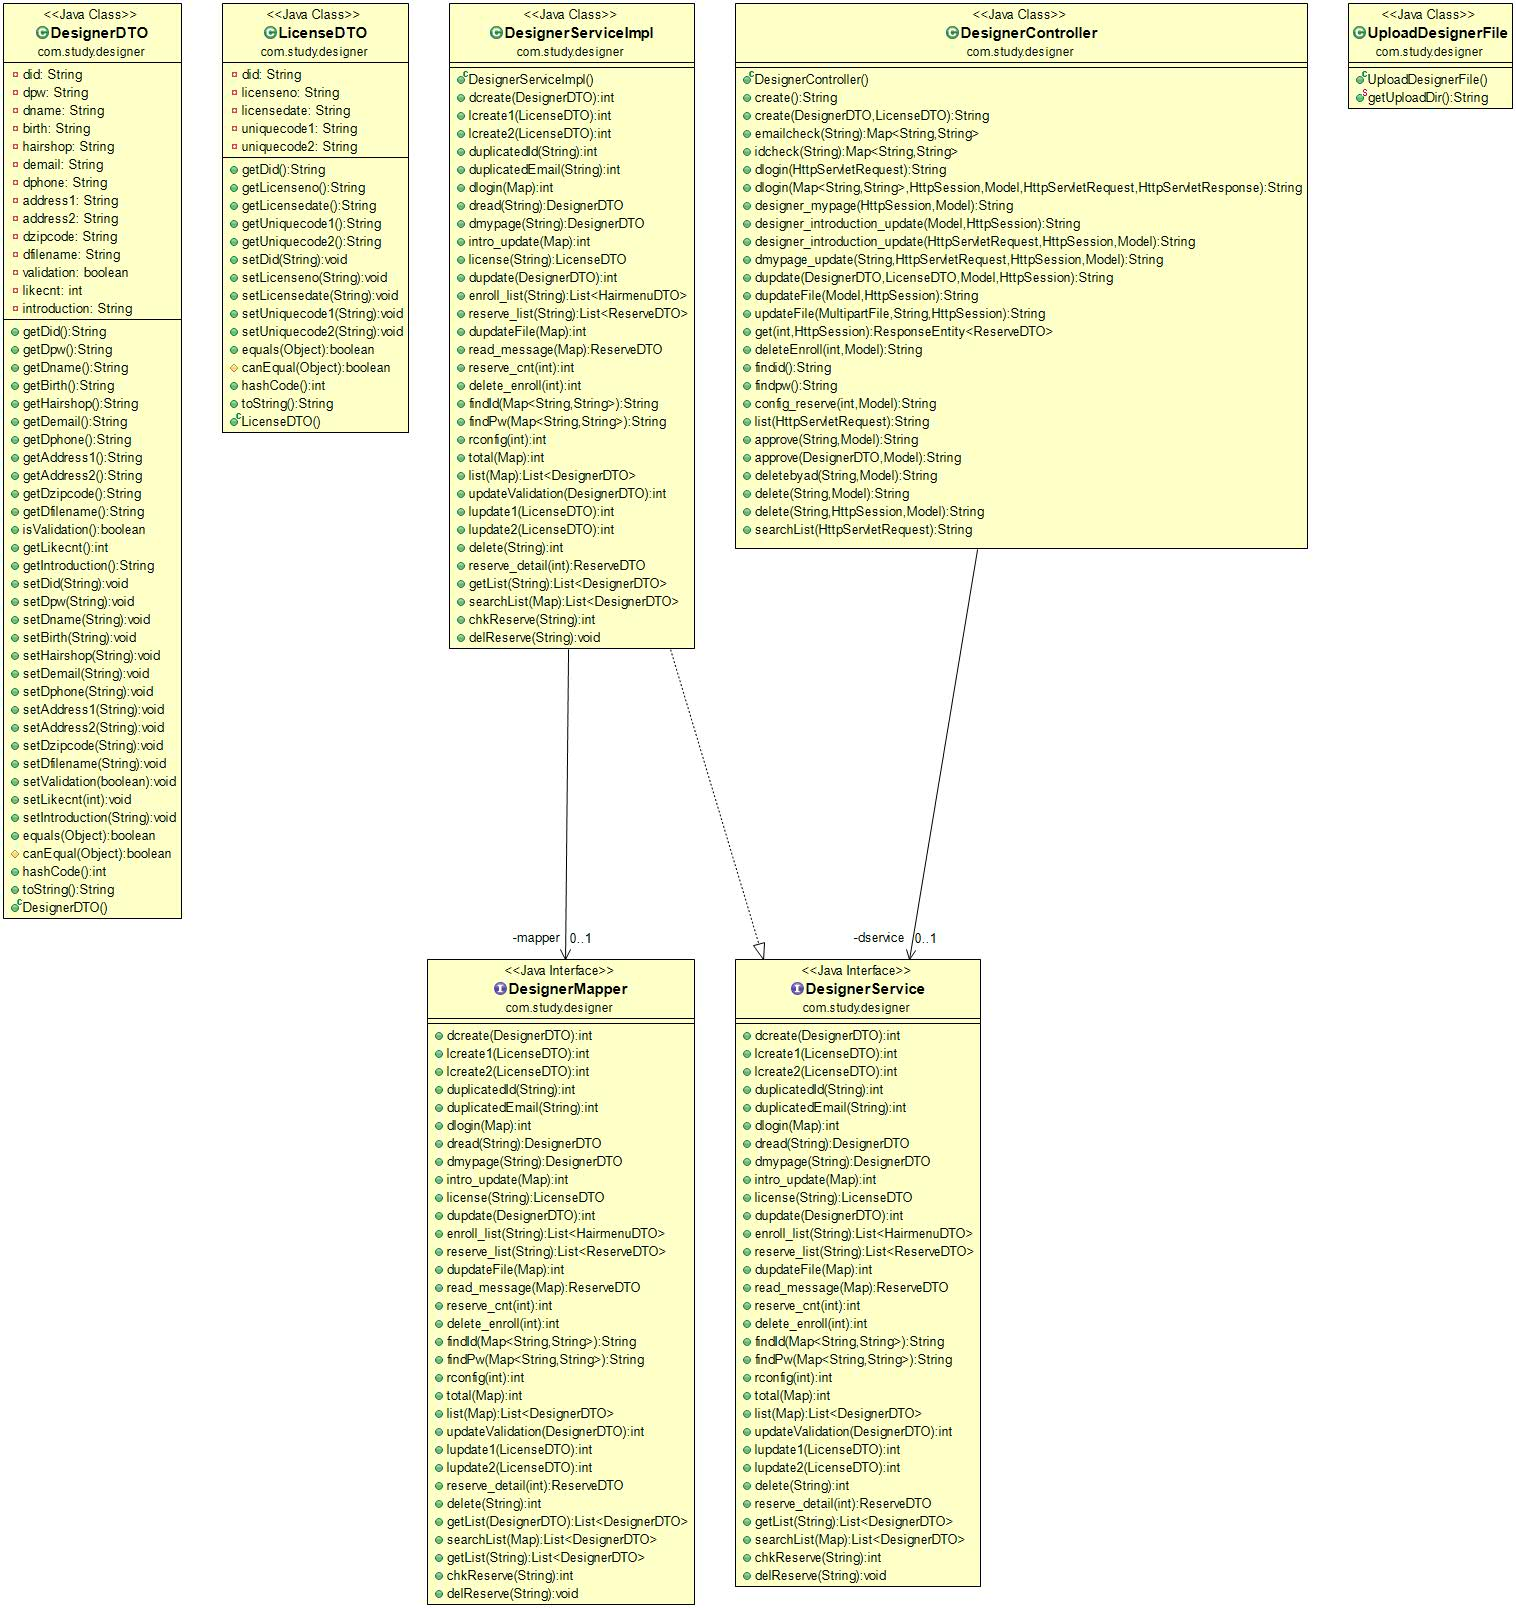 <<Java Class>>
DesignerDTO
com.study.designer
did: String
dpw: String
dname: String
birth: String
hairshop: String
demail: String
dphone: String
address1: String
address2: String
dzipcode: String
dfilename: String
validation: boolean
likecnt: int
introduction: String
getDid():String
getDpw():String
getDname():String
getBirth():String
getHairshop():String
getDemail():String
getDphone():String
getAddress1():String
getAddress2():String
getDzipcode():String
getDfilename():String
isValidation():boolean
getLikecnt():int
getIntroduction():String
setDid(String):void
setDpw(String):void
setDname(String):void
setBirth(String):void
setHairshop(String):void
setDemail(String):void
setDphone(String):void
setAddress1(String):void
setAddress2(String):void
setDzipcode(String):void
setDfilename(String):void
setValidation(boolean):void
setLikecnt(int):void
setIntroduction(String):void
equals(Object):boolean
canEqual(Object):boolean
hashCode():int
toString():String
DesignerDTO()
<<Java Class>>
LicenseDTO
com.study.designer
did: String
licenseno: String
licensedate: String
uniquecode1: String
uniquecode2: String
getDid():String
getLicenseno():String
getLicensedate():String
getUniquecode1():String
getUniquecode2():String
setDid(String):void
setLicenseno(String):void
setLicensedate(String):void
setUniquecode1(String):void
setUniquecode2(String):void
equals(Object):boolean
canEqual(Object):boolean
hashCode():int
toString():String
LicenseDTO()
<<Java Class>>
DesignerServiceImpl
com.study.designer
DesignerServiceImpl()
dcreate(DesignerDTO):int
lcreate1(LicenseDTO):int
lcreate2(LicenseDTO):int
duplicatedId(String):int
duplicatedEmail(String):int
dlogin(Map):int
dread(String):DesignerDTO
dmypage(String):DesignerDTO
intro_update(Map):int
license(String):LicenseDTO
dupdate(DesignerDTO):int
enroll_list(String):List<HairmenuDTO>
reserve_list(String):List<ReserveDTO>
dupdateFile(Map):int
read_message(Map):ReserveDTO
reserve_cnt(int):int
delete_enroll(int):int
findId(Map<String,String>):String
findPw(Map<String,String>):String
rconfig(int):int
total(Map):int
list(Map):List<DesignerDTO>
updateValidation(DesignerDTO):int
lupdate1(LicenseDTO):int
lupdate2(LicenseDTO):int
delete(String):int
reserve_detail(int):ReserveDTO
getList(String):List<DesignerDTO>
searchList(Map):List<DesignerDTO>
chkReserve(String):int
delReserve(String):void
<<Java Class>>
DesignerController
com.study.designer
DesignerController()
create():String
create(DesignerDTO,LicenseDTO):String
emailcheck(String):Map<String,String>
idcheck(String):Map<String,String>
dlogin(HttpServletRequest):String
dlogin(Map<String,String>,HttpSession,Model,HttpServletRequest,HttpServletResponse):String
designer_mypage(HttpSession,Model):String
designer_introduction_update(Model,HttpSession):String
designer_introduction_update(HttpServletRequest,HttpSession,Model):String
dmypage_update(String,HttpServletRequest,HttpSession,Model):String
dupdate(DesignerDTO,LicenseDTO,Model,HttpSession):String
dupdateFile(Model,HttpSession):String
updateFile(MultipartFile,String,HttpSession):String
get(int,HttpSession):ResponseEntity<ReserveDTO>
deleteEnroll(int,Model):String
findid():String
findpw():String
config_reserve(int,Model):String
list(HttpServletRequest):String
approve(String,Model):String
approve(DesignerDTO,Model):String
deletebyad(String,Model):String
delete(String,Model):String
delete(String,HttpSession,Model):String
searchList(HttpServletRequest):String
<<Java Class>>
UploadDesignerFile
com.study.designer
UploadDesignerFile()
getUploadDir():String
-mapper 0..1
-dservice 0..1
<<Java Interface>>
DesignerMapper
com.study.designer
dcreate(DesignerDTO):int
lcreate1(LicenseDTO):int
lcreate2(LicenseDTO):int
duplicatedId(String):int
duplicatedEmail(String):int
dlogin(Map):int
dread(String):DesignerDTO
dmypage(String):DesignerDTO
intro_update(Map):int
license(String):LicenseDTO
dupdate(DesignerDTO):int
enroll_list(String):List<HairmenuDTO>
reserve_list(String):List<ReserveDTO>
dupdateFile(Map):int
read_message(Map):ReserveDTO
reserve_cnt(int):int
delete_enroll(int):int
findId(Map<String,String>):String
findPw(Map<String,String>):String
rconfig(int):int
total(Map):int
list(Map):List<DesignerDTO>
updateValidation(DesignerDTO):int
lupdate1(LicenseDTO):int
lupdate2(LicenseDTO):int
reserve_detail(int):ReserveDTO
delete(String):int
getList(DesignerDTO):List<DesignerDTO>
searchList(Map):List<DesignerDTO>
getList(String):List<DesignerDTO>
chkReserve(String):int
delReserve(String):void
<<Java Interface>>
DesignerService
com.study.designer
dcreate(DesignerDTO):int
lcreate1(LicenseDTO):int
lcreate2(LicenseDTO):int
duplicatedId(String):int
duplicatedEmail(String):int
dlogin(Map):int
dread(String):DesignerDTO
dmypage(String):DesignerDTO
intro_update(Map):int
license(String):LicenseDTO
dupdate(DesignerDTO):int
enroll_list(String):List<HairmenuDTO>
reserve_list(String):List<ReserveDTO>
dupdateFile(Map):int
read_message(Map):ReserveDTO
reserve_cnt(int):int
delete_enroll(int):int
findId(Map<String,String>):String
findPw(Map<String,String>):String
rconfig(int):int
total(Map):int
list(Map):List<DesignerDTO>
updateValidation(DesignerDTO):int
lupdate1(LicenseDTO):int
lupdate2(LicenseDTO):int
delete(String):int
reserve_detail(int):ReserveDTO
getList(String):List<DesignerDTO>
searchList(Map):List<DesignerDTO>
chkReserve(String):int
delReserve(String):void